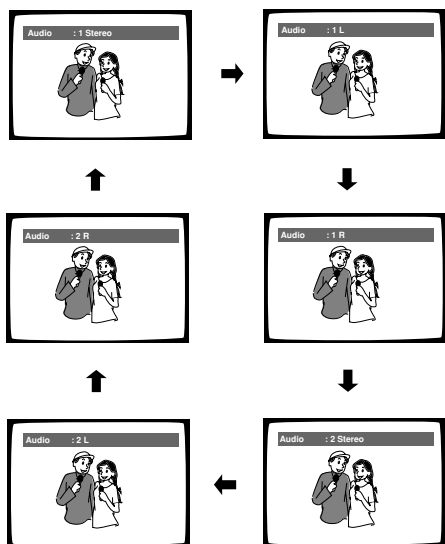 Audio : 1 Stereo
Audio : 1 L
Audio : 2 R
Audio : 1 R
Audio : 2 L
Audio : 2 Stereo